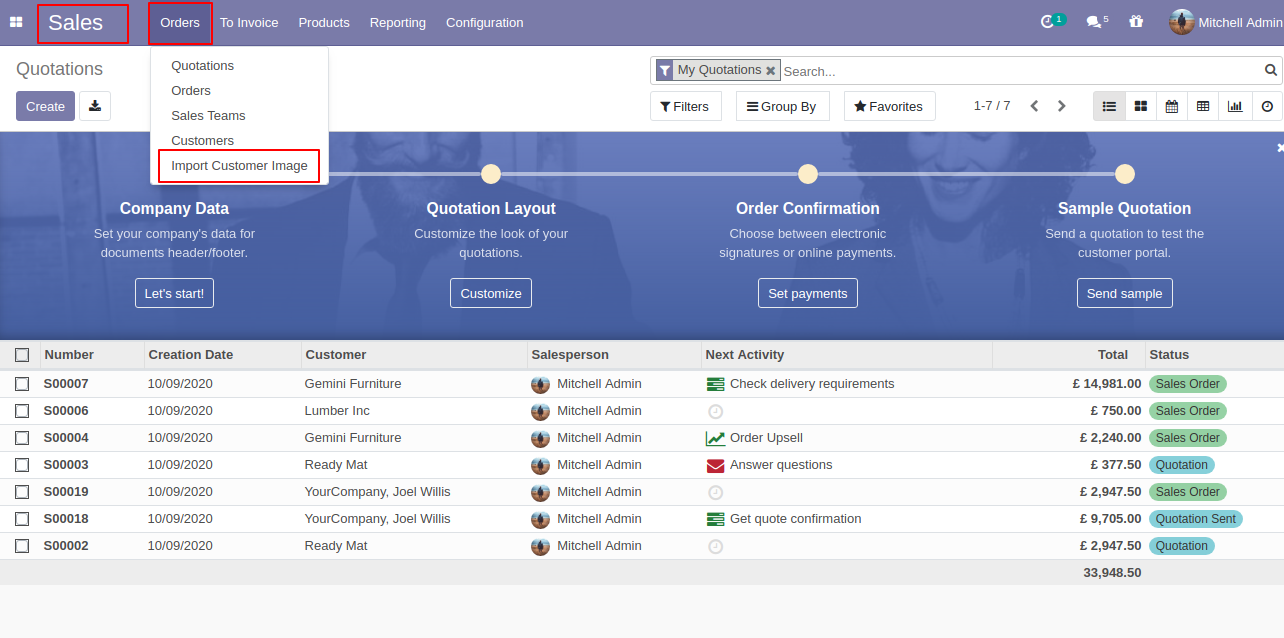 Sales Orders To Invoice Products Reporting Configuration 1 5 Mitchell Admin
Quotations
My Quotations Search...
Create
Filters Group By Favorites 1-7 / 7
Quotations
Orders
Sales Teams
Customers
Import Customer Image
Company Data
Set your company's data for
documents header/footer.
Let's start!
Quotation Layout
Customize the look of your
quotations.
Customize
Order Confirmation
Choose between electronic
signatures or online payments.
Set payments
Sample Quotation
Send a quotation to test the
customer portal.
Send sample
Number Creation Date Customer Salesperson Next Activity Total Status
S00007 10/09/2020 Gemini Furniture Mitchell Admin Check delivery requirements £ 14,981.00 Sales Order
S00006 10/09/2020 Lumber Inc Mitchell Admin £ 750.00 Sales Order
S00004 10/09/2020 Gemini Furniture Mitchell Admin Order Upsell £ 2,240.00 Sales Order
S00003 10/09/2020 Ready Mat Mitchell Admin Answer questions £ 377.50 Quotation
S00019 10/09/2020 YourCompany, Joel Willis Mitchell Admin £ 2,947.50 Sales Order
S00018 10/09/2020 YourCompany, Joel Willis Mitchell Admin Get quote confirmation £ 9,705.00 Quotation Sent
S00002 10/09/2020 Ready Mat Mitchell Admin £ 2,947.50 Quotation
33,948.50